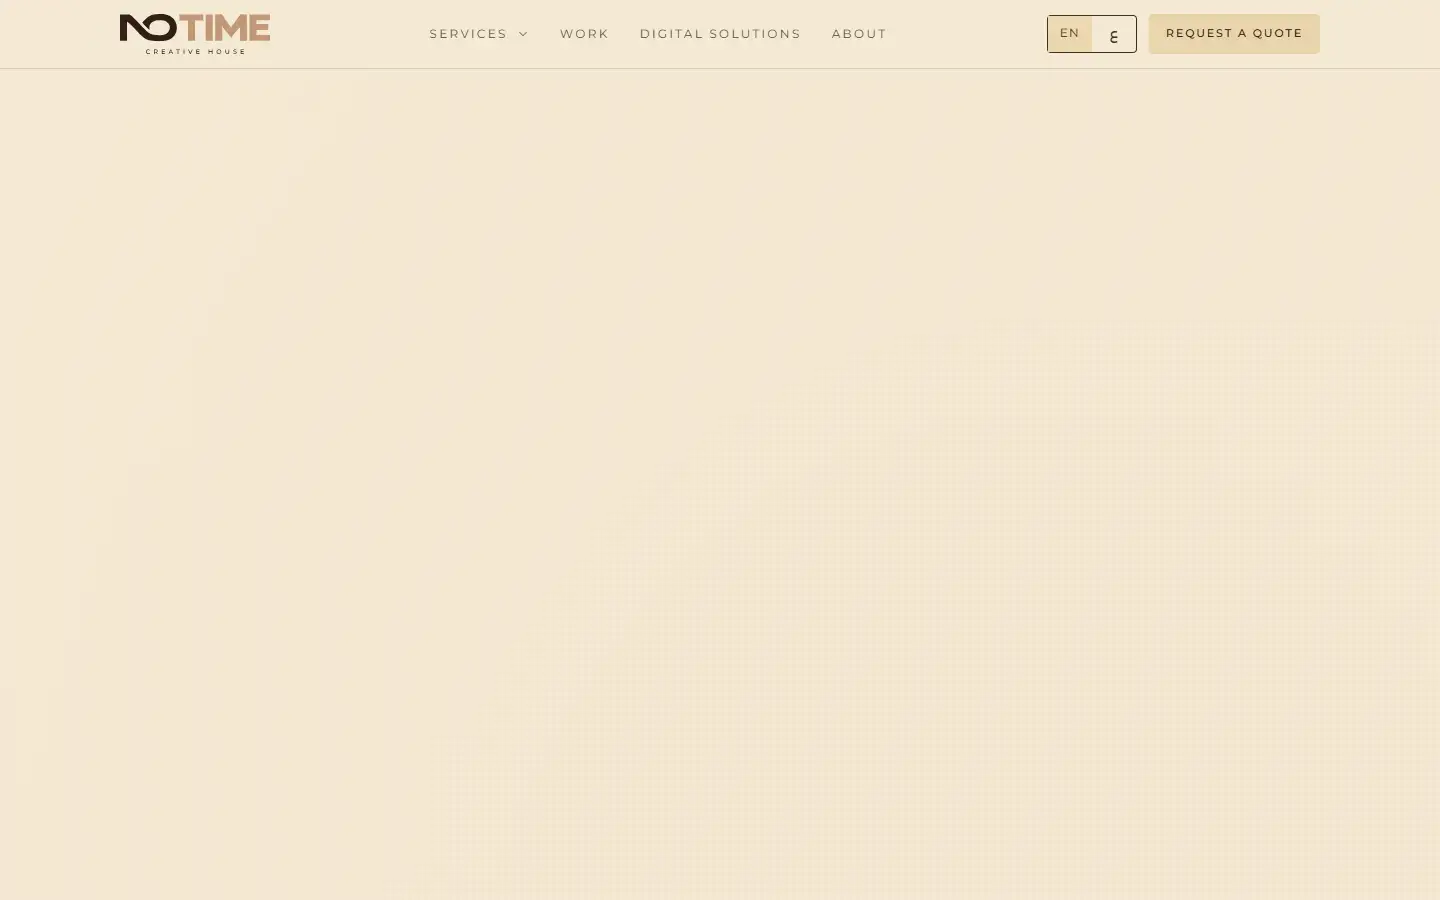 NOTIME
CREATIVE HOUSE
SERVICES
WORK
DIGITAL SOLUTIONS
ABOUT
EN
ع
REQUEST A QUOTE